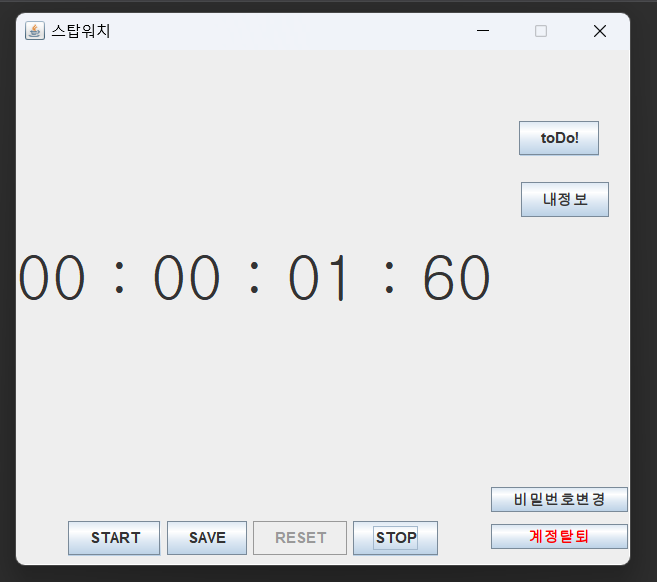 스탑워치
toDo!
내정보
00 : 00 : 01 : 60
비밀번호변경
START SAVE RESET STOP
계정탈퇴